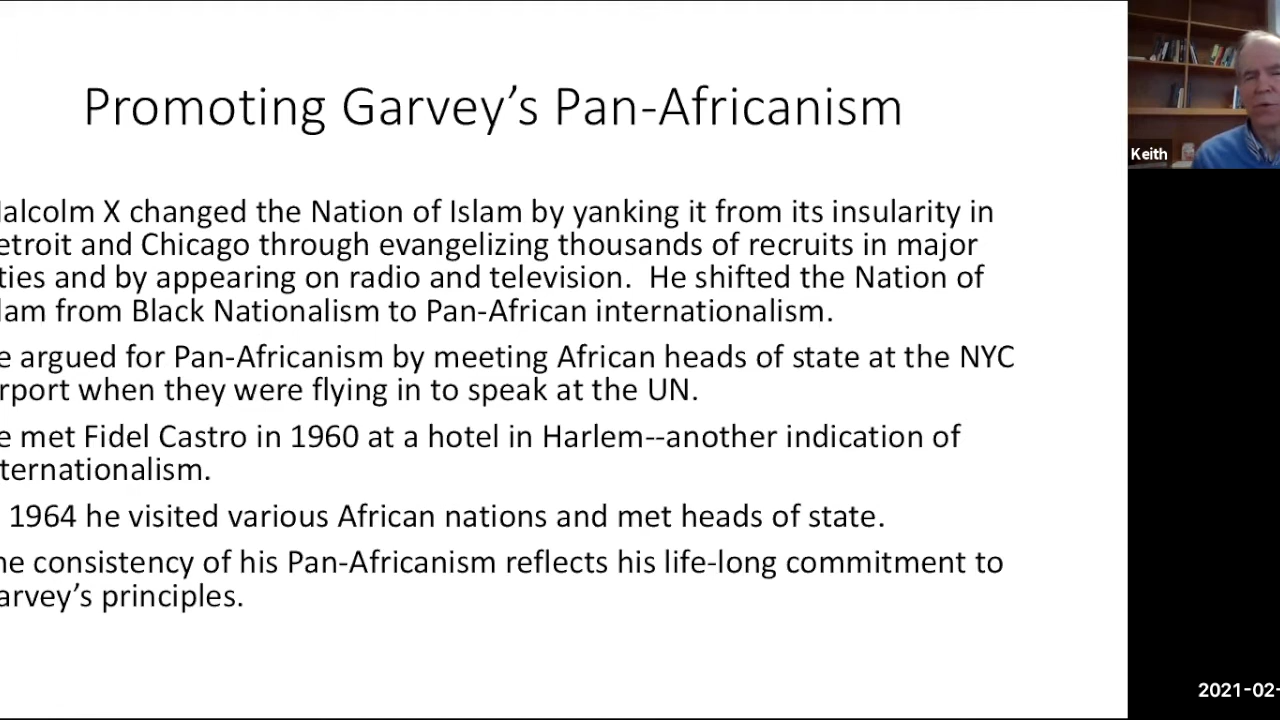 Promoting Garvey's Pan-Africanism
alcolm X changed the Nation of Islam by yanking it from its insularity in
etroit and Chicago through evangelizing thousands of recruits in major
ties and by appearing on radio and television.  He shifted the Nation of
lam from Black Nationalism to Pan-African internationalism.
e argued for Pan-Africanism by meeting African heads of state at the NYC
rport when they were flying in to speak at the UN.
e met Fidel Castro in 1960 at a hotel in Harlem--another indication of
ternationalism.
1964 he visited various African nations and met heads of state.
he consistency of his Pan-Africanism reflects his life-long commitment to
arvey's principles.
Keith
2021-02-